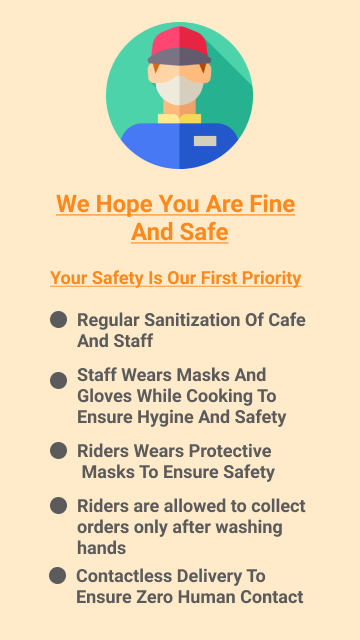 We Hope You Are Fine
And Safe
Your Safety Is Our First Priority
Regular Sanitization Of Cafe
And Staff
Staff Wears Masks And
Gloves While Cooking To
Ensure Hygine And Safety
Riders Wears Protective
Masks To Ensure Safety
Riders are allowed to collect
orders only after washing
hands
Contactless Delivery To
Ensure Zero Human Contact